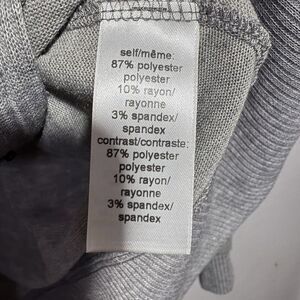 self/même:
87% polyester
polyester
10% rayon/
rayonne
3% spandex/
spandex
contrast/contraste:
87% polyester
polyester
10% rayon/
rayonne
3% spandex/
spandex